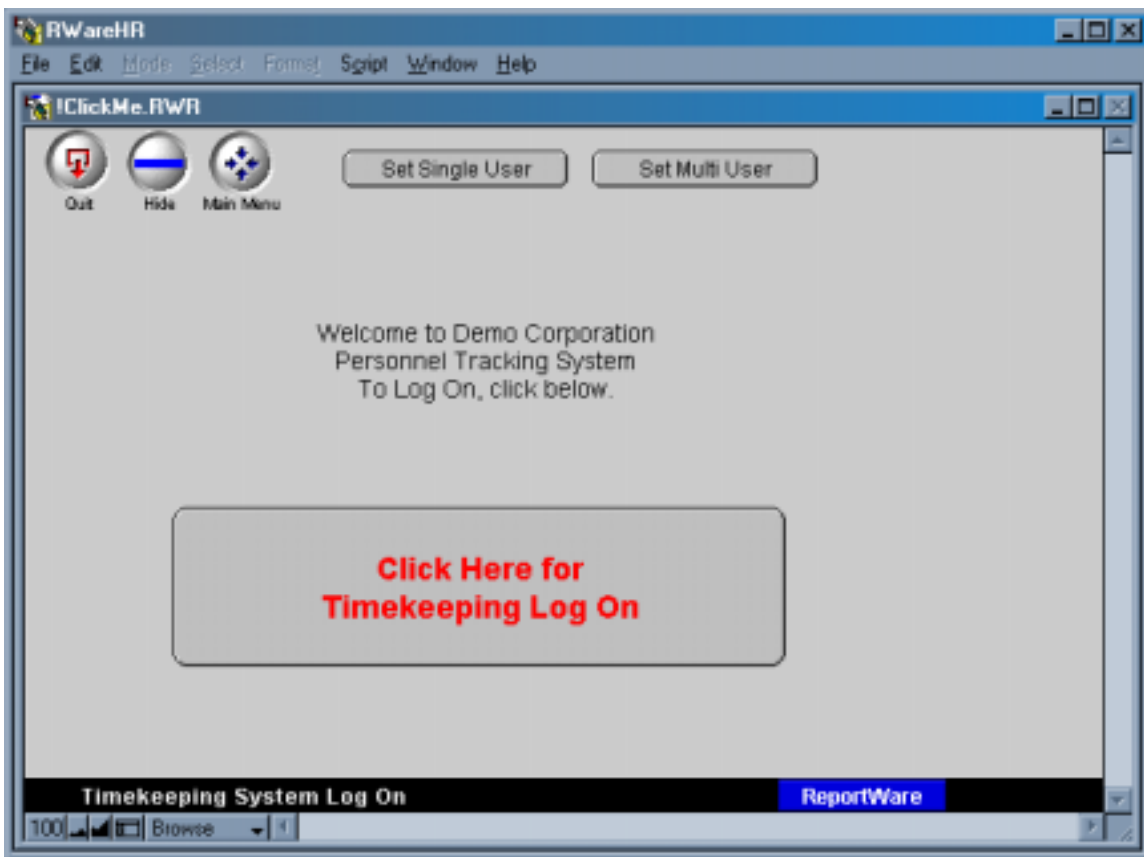 RWareHR
File Edit Mode Select Format Script Window Help
!ClickMe.RWR
Set Single User Set Multi User
Quit Hide Main Menu
Welcome to Demo Corporation
Personnel Tracking System
To Log On, click below.
Click Here for
Timekeeping Log On
Timekeeping System Log On ReportWare
100 Browse